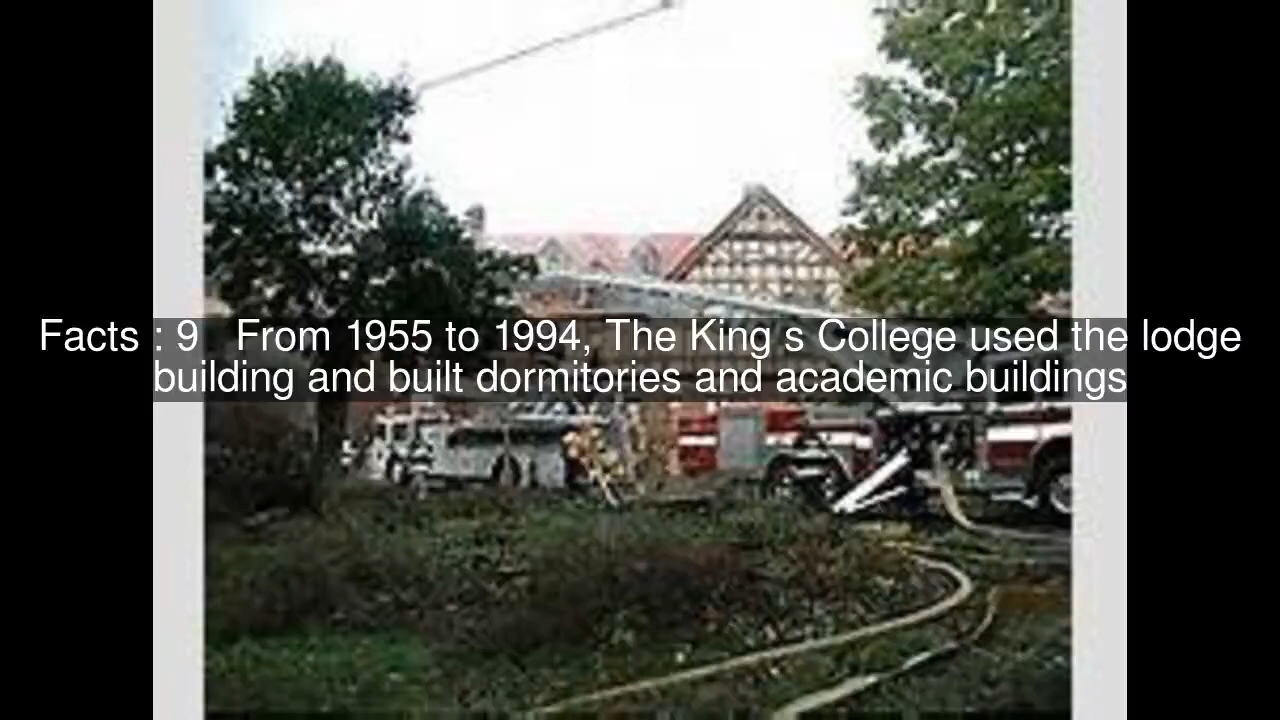 Facts : 9 From 1955 to 1994, The King s College used the lodge
building and built dormitories and academic buildings